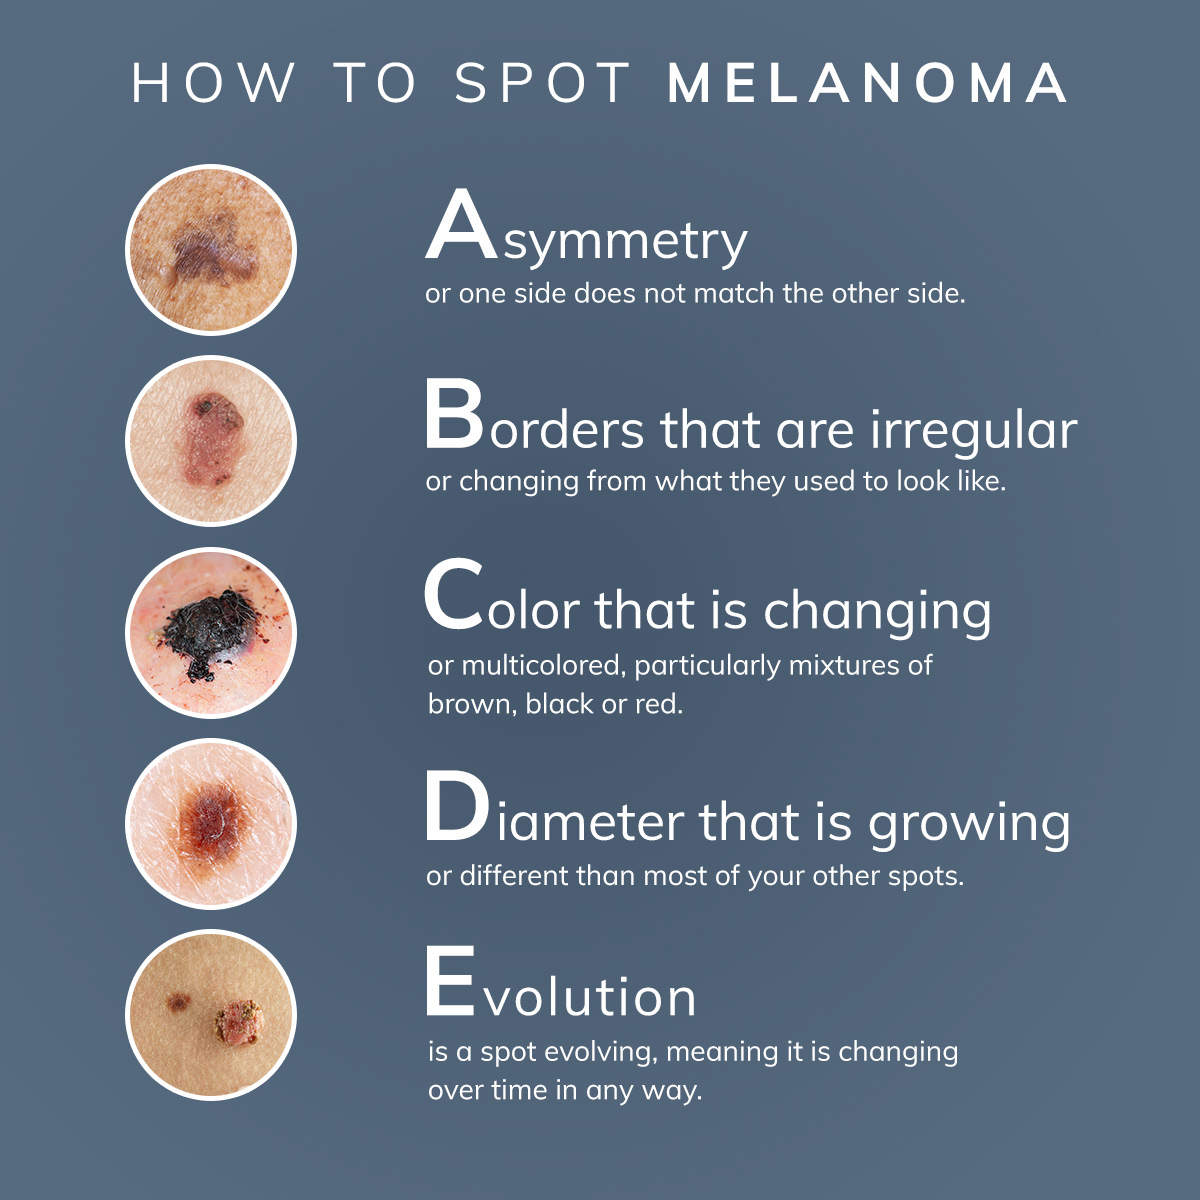 HOW TO SPOT MELANOMA
Asymmetry
or one side does not match the other side.
Borders that are irregular
or changing from what they used to look like.
Color that is changing
or multicolored, particularly mixtures of
brown, black or red.
Diameter that is growing
or different than most of your other spots.
Evolution
is a spot evolving, meaning it is changing
over time in any way.